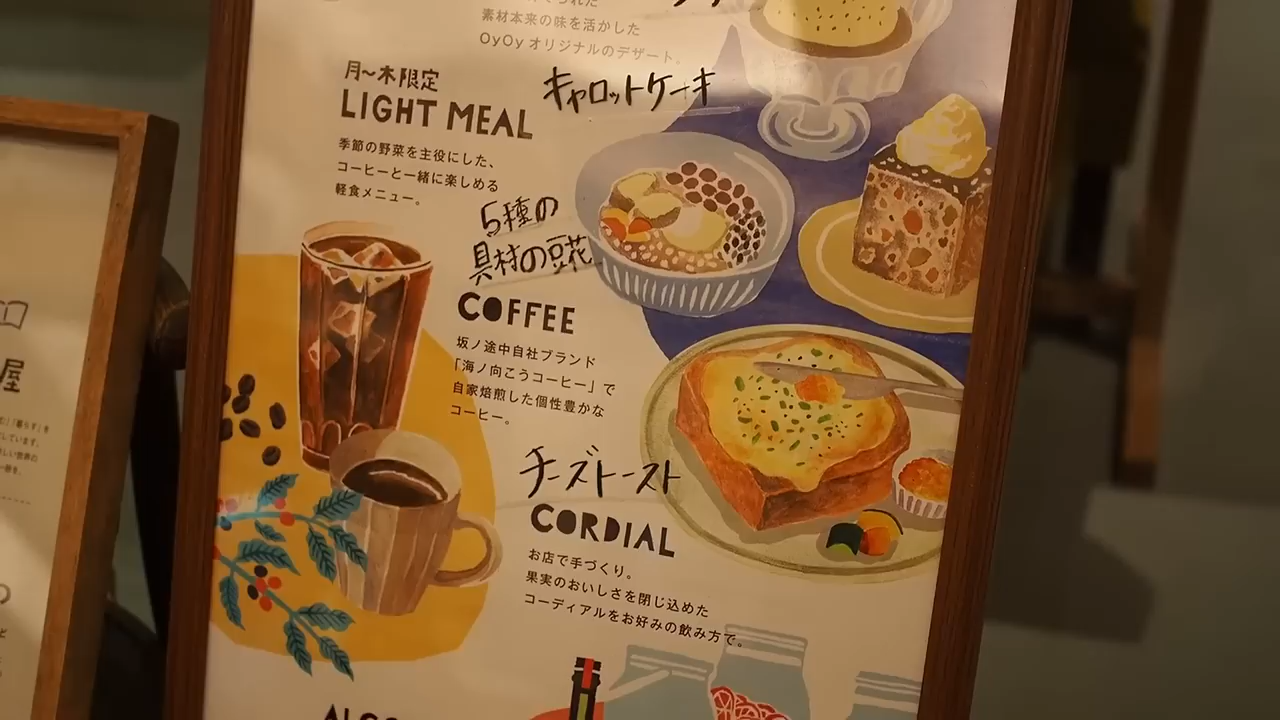 素材本来の味を活かした
OyOy オリジナルのデザート。
月〜木限定
LIGHT MEAL
キャロットケーキ
季節の野菜を主役にした、
コーヒーと一緒に楽しめる
軽食メニュー。
5種の
具材の豆花
COFFEE
坂ノ途中自社ブランド
「海ノ向こうコーヒー」で
自家焙煎した個性豊かな
コーヒー。
チーズトースト
CORDIAL
お店で手づくり。
果実のおいしさを閉じ込めた
コーディアルをお好みの飲み方で。
屋